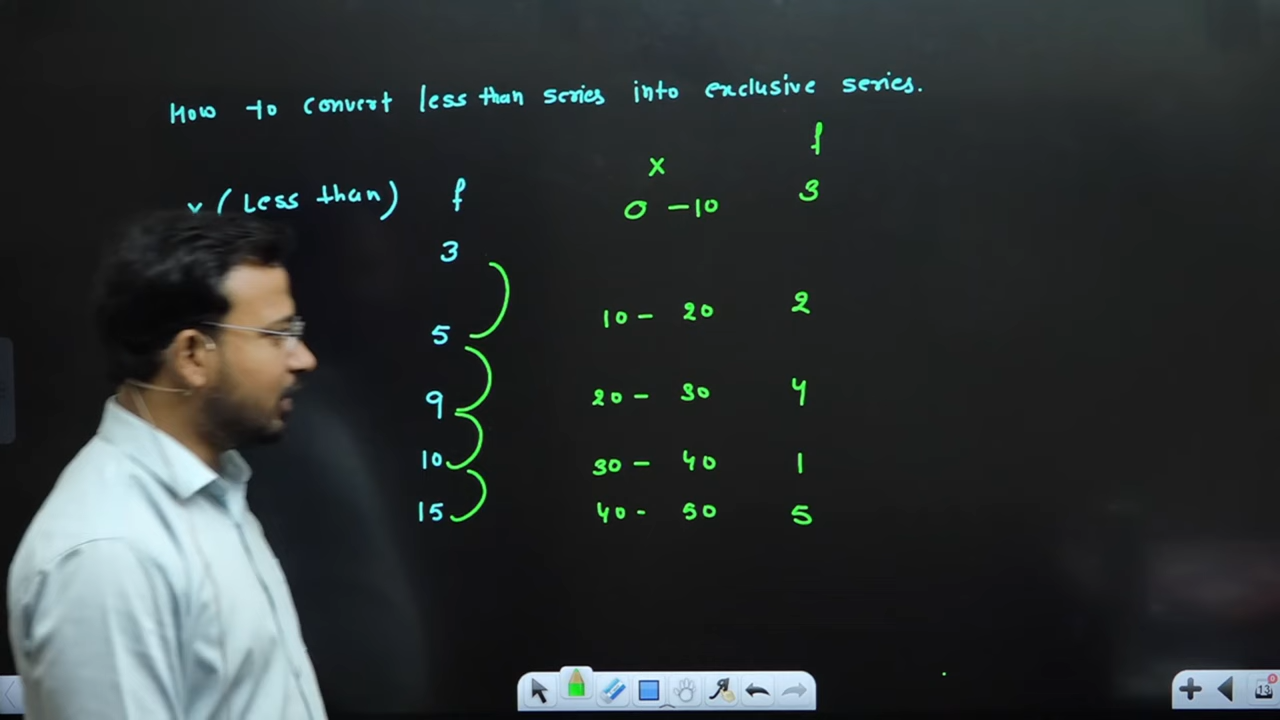 How to convert less than series into exclusive series.
x (Less than) f
x f
3
0 - 10 3
5
10 - 20 2
9
20 - 30 4
10
30 - 40 1
15
40 - 50 5
13